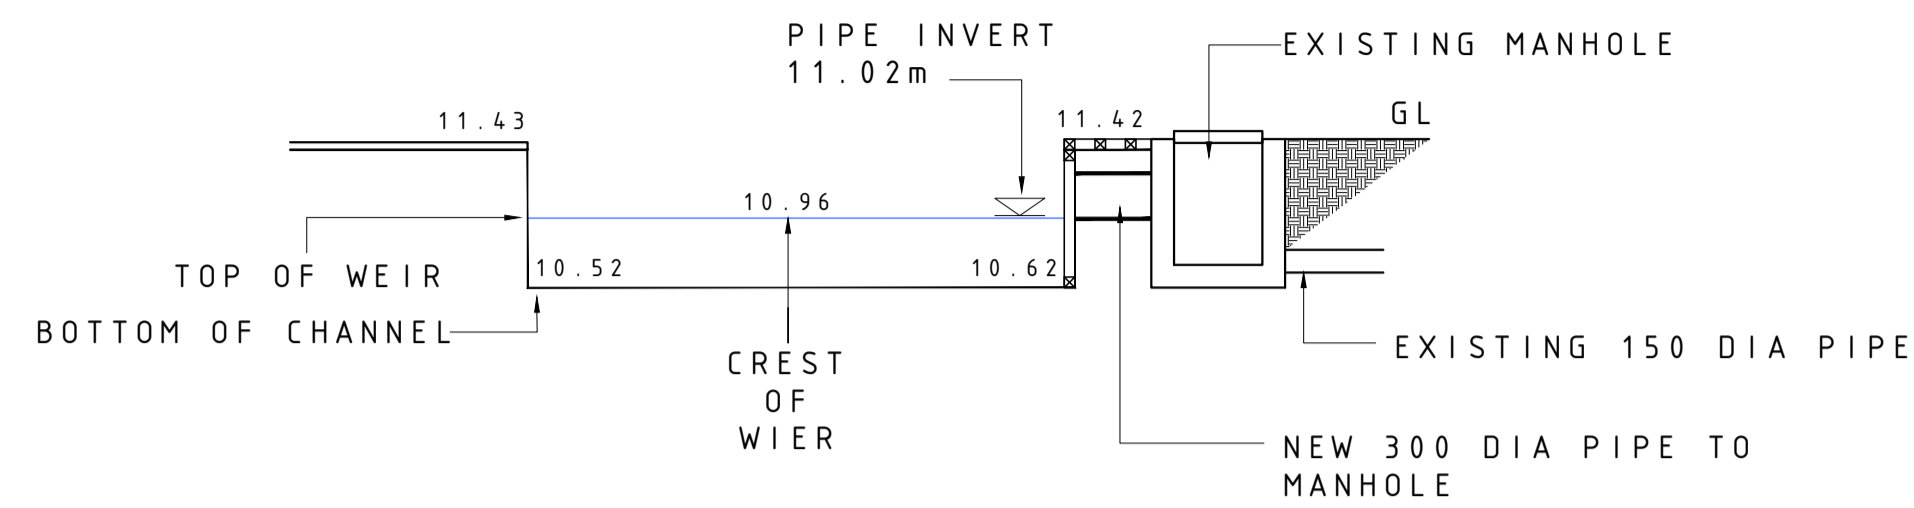 PIPE INVERT
11.02m
EXISTING MANHOLE
11.43
11.42
GL
10.96
TOP OF WEIR
10.52
10.62
BOTTOM OF CHANNEL
CREST
OF
WIER
EXISTING 150 DIA PIPE
NEW 300 DIA PIPE TO
MANHOLE